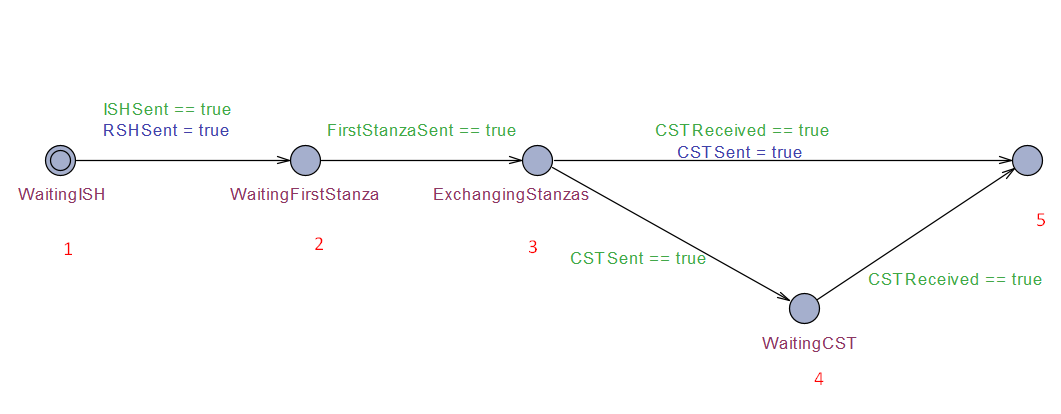 ISHSent == true
RSHSent = true
FirstStanzaSent == true
CSTReceived == true
CSTSent = true
WaitingISH
WaitingFirstStanza
ExchangingStanzas
1
2
3
5
CSTSent == true
CSTReceived == true
WaitingCST
4